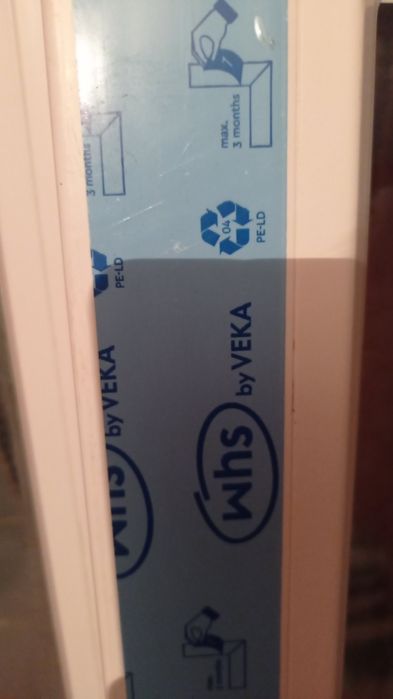 max.
3 months
3 months
04
PE-LD
PE-LD
whs by VEKA
whs by VEKA